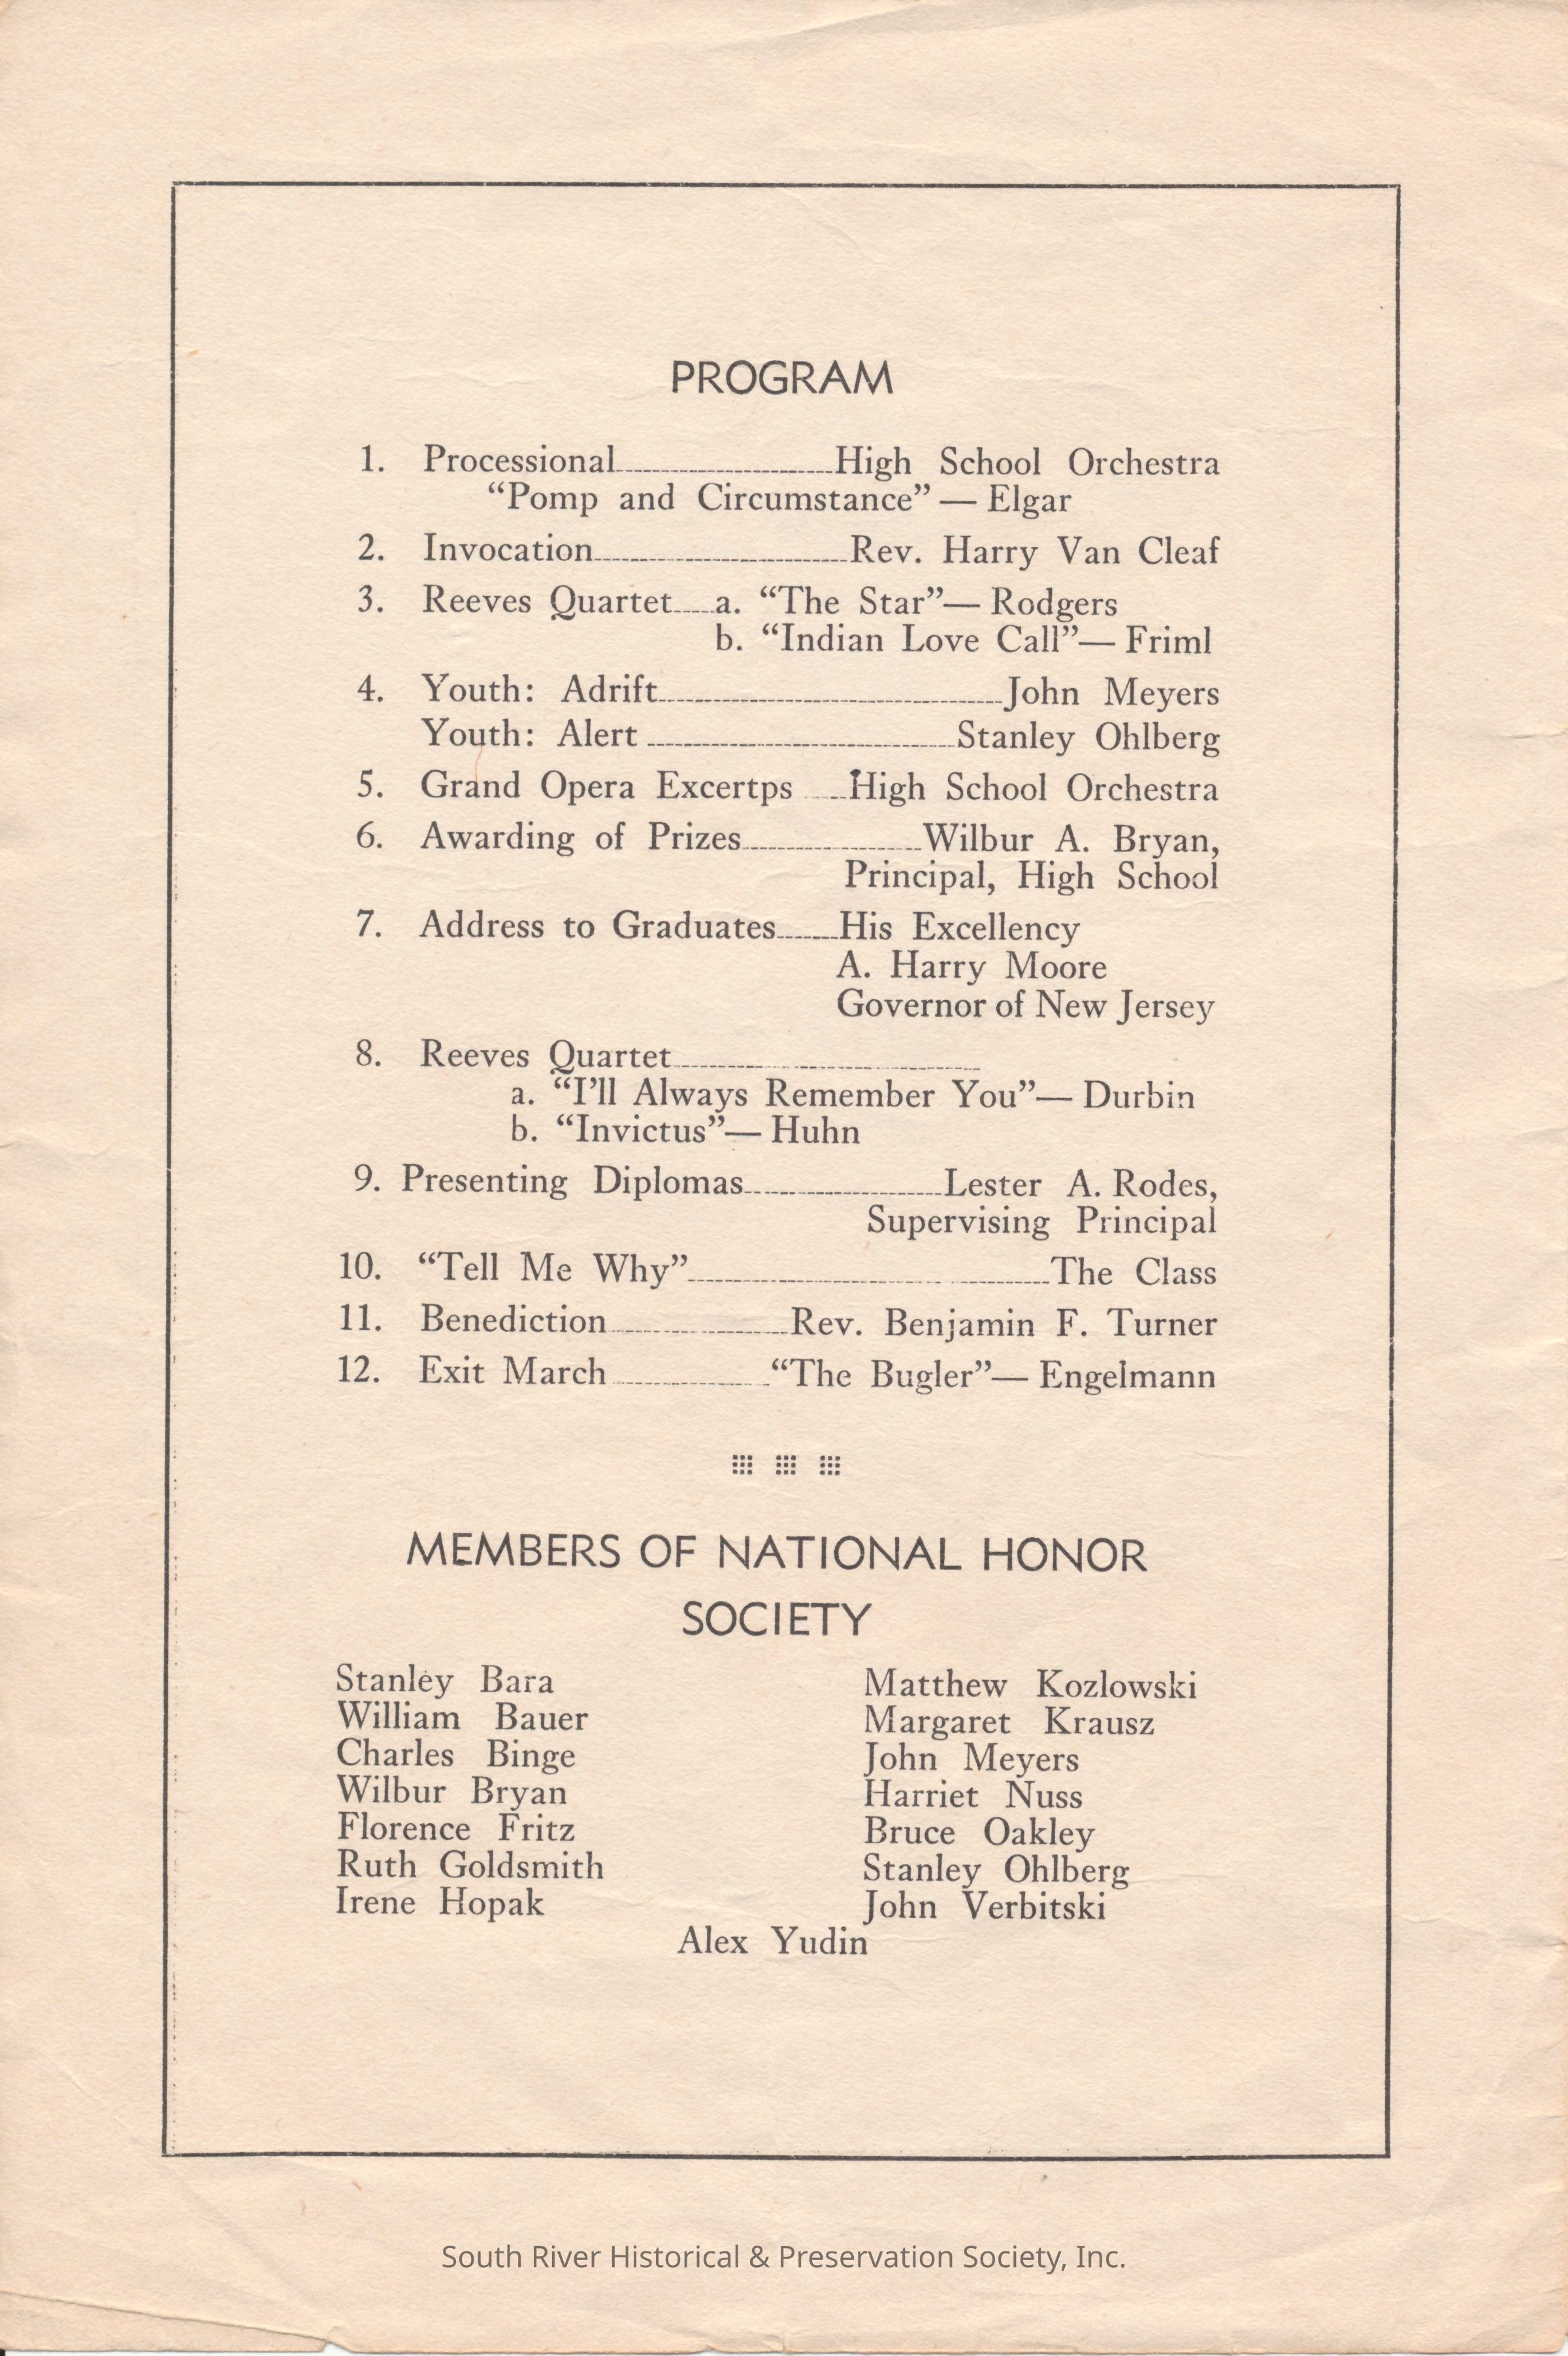 PROGRAM
1. Processional High School Orchestra
“Pomp and Circumstance” — Elgar
2. Invocation Rev. Harry Van Cleaf
3. Reeves Quartet a. “The Star”— Rodgers
b. “Indian Love Call”— Friml
4. Youth: Adrift John Meyers
Youth: Alert Stanley Ohlberg
5. Grand Opera Excertps High School Orchestra
6. Awarding of Prizes Wilbur A. Bryan,
Principal, High School
7. Address to Graduates His Excellency
A. Harry Moore
Governor of New Jersey
8. Reeves Quartet
a. “I’ll Always Remember You”— Durbin
b. “Invictus”— Huhn
9. Presenting Diplomas Lester A. Rodes,
Supervising Principal
10. “Tell Me Why” The Class
11. Benediction Rev. Benjamin F. Turner
12. Exit March “The Bugler”— Engelmann
MEMBERS OF NATIONAL HONOR
SOCIETY
Stanley Bara Matthew Kozlowski
William Bauer Margaret Krausz
Charles Binge John Meyers
Wilbur Bryan Harriet Nuss
Florence Fritz Bruce Oakley
Ruth Goldsmith Stanley Ohlberg
Irene Hopak John Verbitski
Alex Yudin
South River Historical & Preservation Society, Inc.